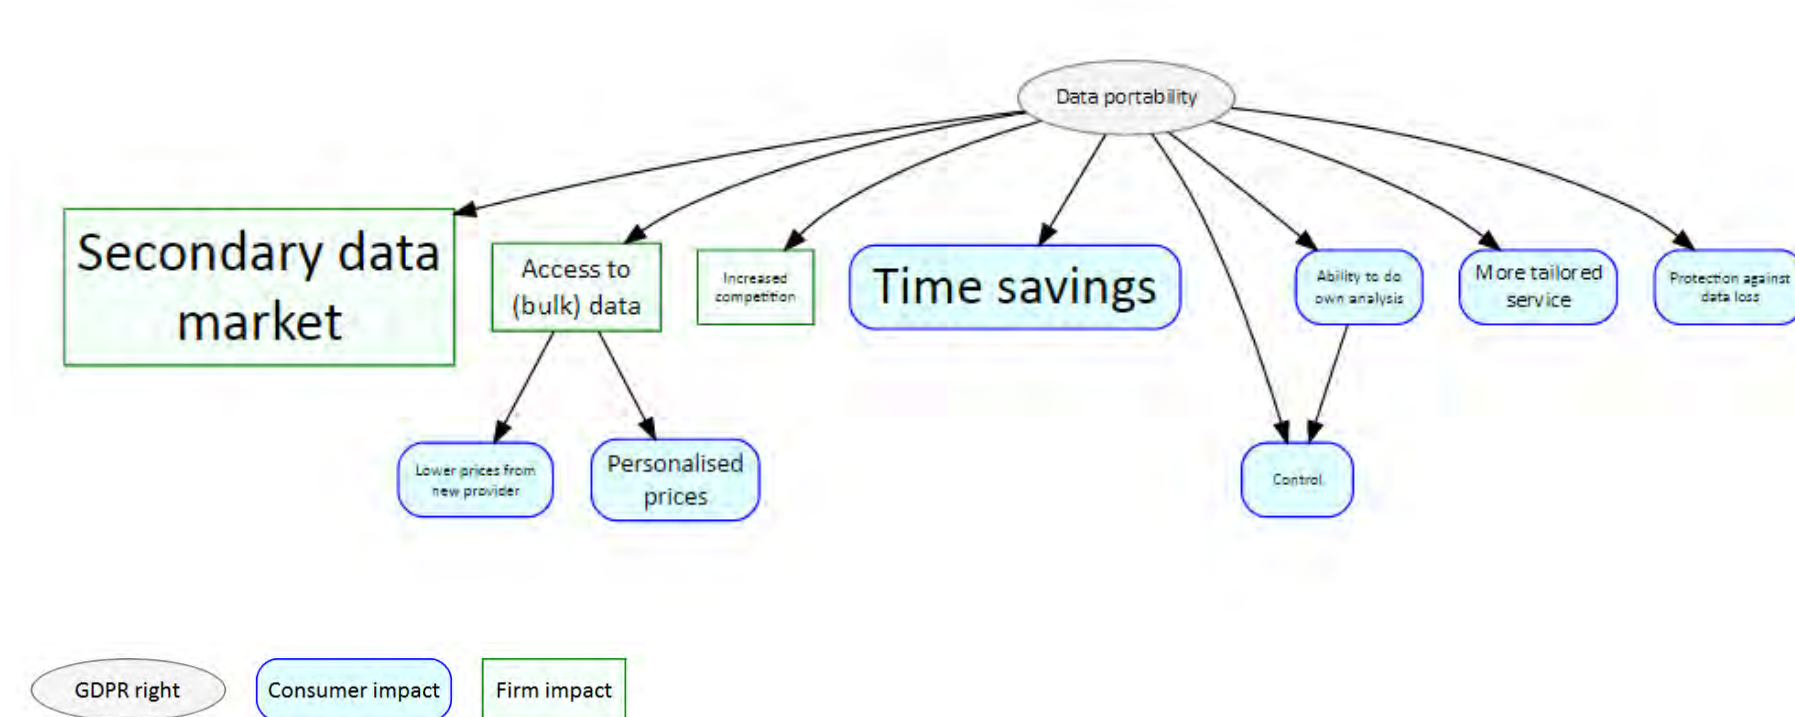 Data portability
Secondary data
market
Access to
(bulk) data
Increased
competition
Time savings
Ability to do
own analysis
More tailored
service
Protection against
data loss
Lower prices from
new provider
Personalised
prices
Control
GDPR right
Consumer impact
Firm impact